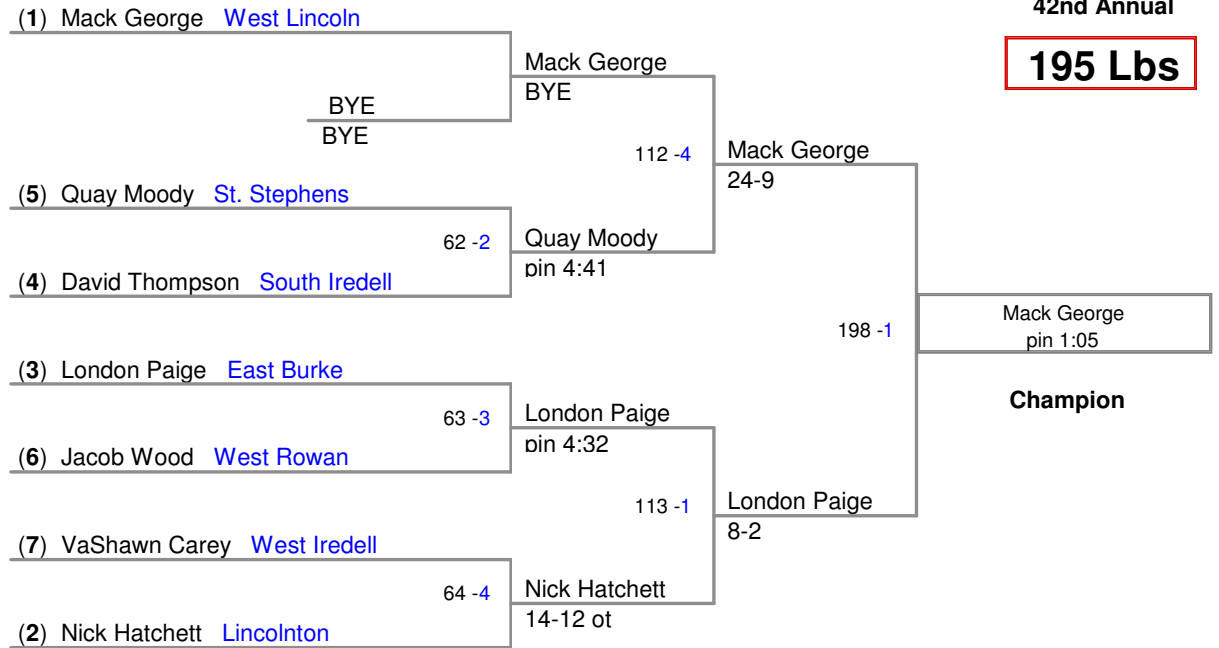 42nd Annual
195 Lbs
(1) Mack George West Lincoln
Mack George
BYE
BYE
BYE
112 -4
Mack George
24-9
(5) Quay Moody St. Stephens
62 -2
Quay Moody
pin 4:41
(4) David Thompson South Iredell
198 -1
Mack George
pin 1:05
Champion
(3) London Paige East Burke
63 -3
London Paige
pin 4:32
(6) Jacob Wood West Rowan
113 -1
London Paige
8-2
(7) VaShawn Carey West Iredell
64 -4
Nick Hatchett
14-12 ot
(2) Nick Hatchett Lincolnton